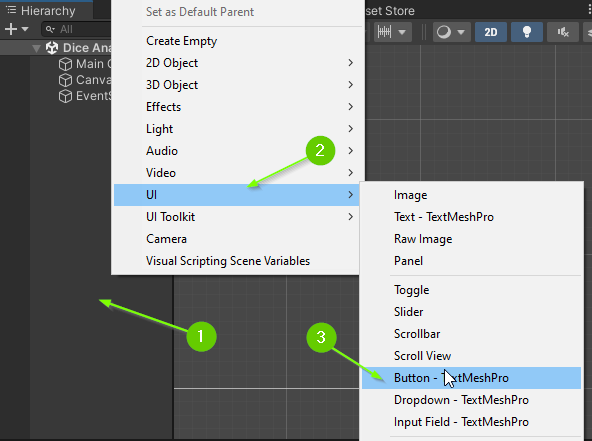 Hierarchy
All
Dice Ana
Main C
Canva
EventS
Set as Default Parent
Create Empty
2D Object
3D Object
Effects
Light
Audio
Video
UI
UI Toolkit
Camera
Visual Scripting Scene Variables
set Store
2D
Image
Text - TextMeshPro
Raw Image
Panel
Toggle
Slider
Scrollbar
Scroll View
Button - TextMeshPro
Dropdown - TextMeshPro
Input Field - TextMeshPro
1
2
3